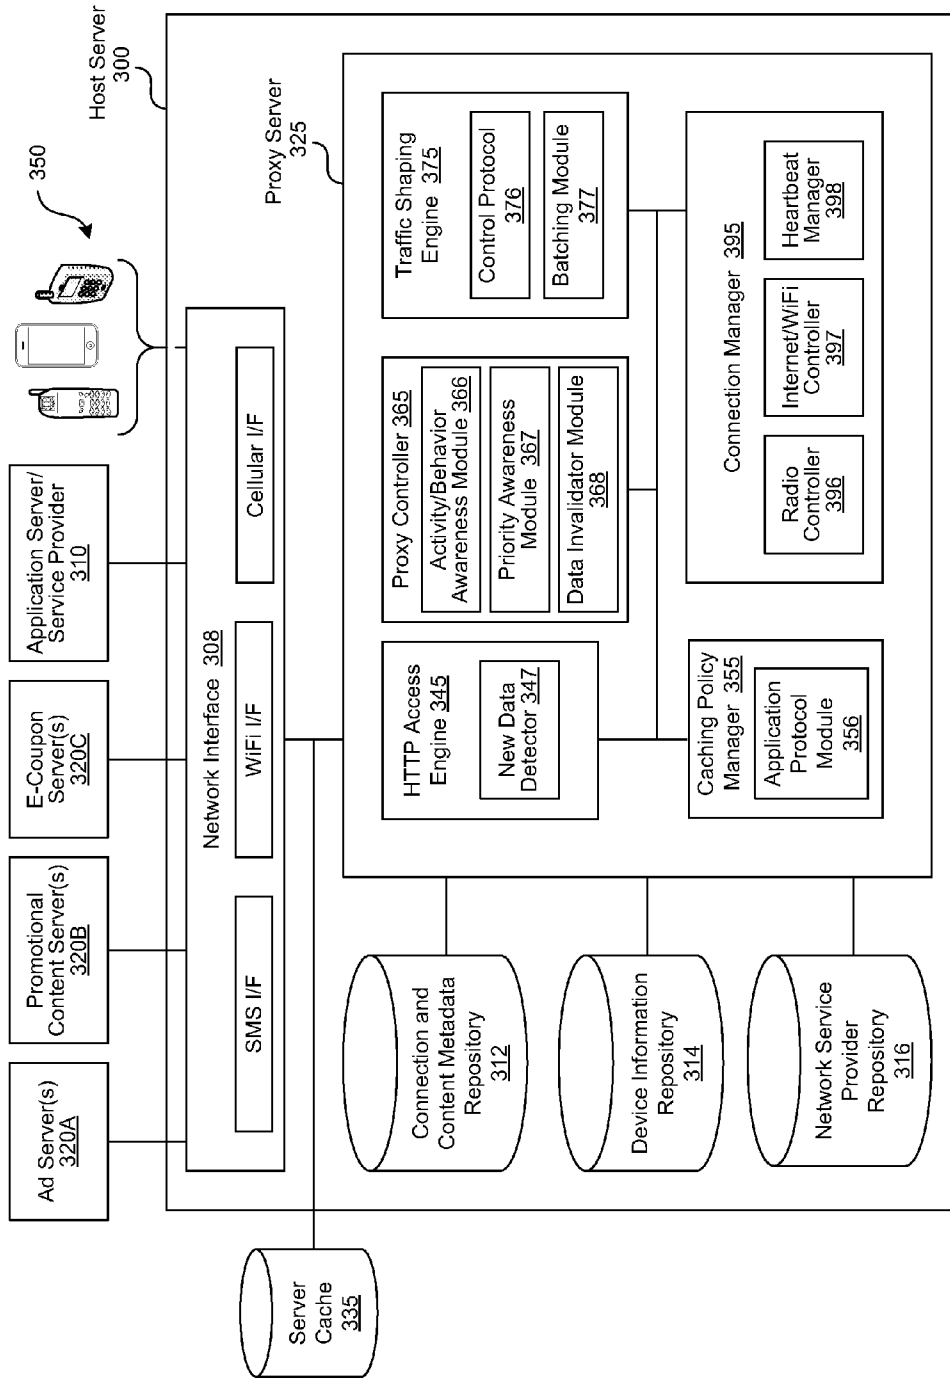 Ad Server(s)
320A
Promotional
Content Server(s)
320B
E-Coupon
Server(s)
320C
Application Server/
Service Provider
310
350
Host Server
300
Network Interface 308
SMS I/F
WiFi I/F
Cellular I/F
Server
Cache
335
Proxy Server
325
Connection and
Content Metadata
Repository
312
Device Information
Repository
314
Network Service
Provider
Repository
316
HTTP Access
Engine 345
New Data
Detector 347
Proxy Controller 365
Activity/Behavior
Awareness Module 366
Priority Awareness
Module 367
Data Invalidator Module
368
Traffic Shaping
Engine 375
Control Protocol
376
Batching Module
377
Caching Policy
Manager 355
Application
Protocol
Module
356
Connection Manager 395
Radio
Controller
396
Internet/WiFi
Controller
397
Heartbeat
Manager
398